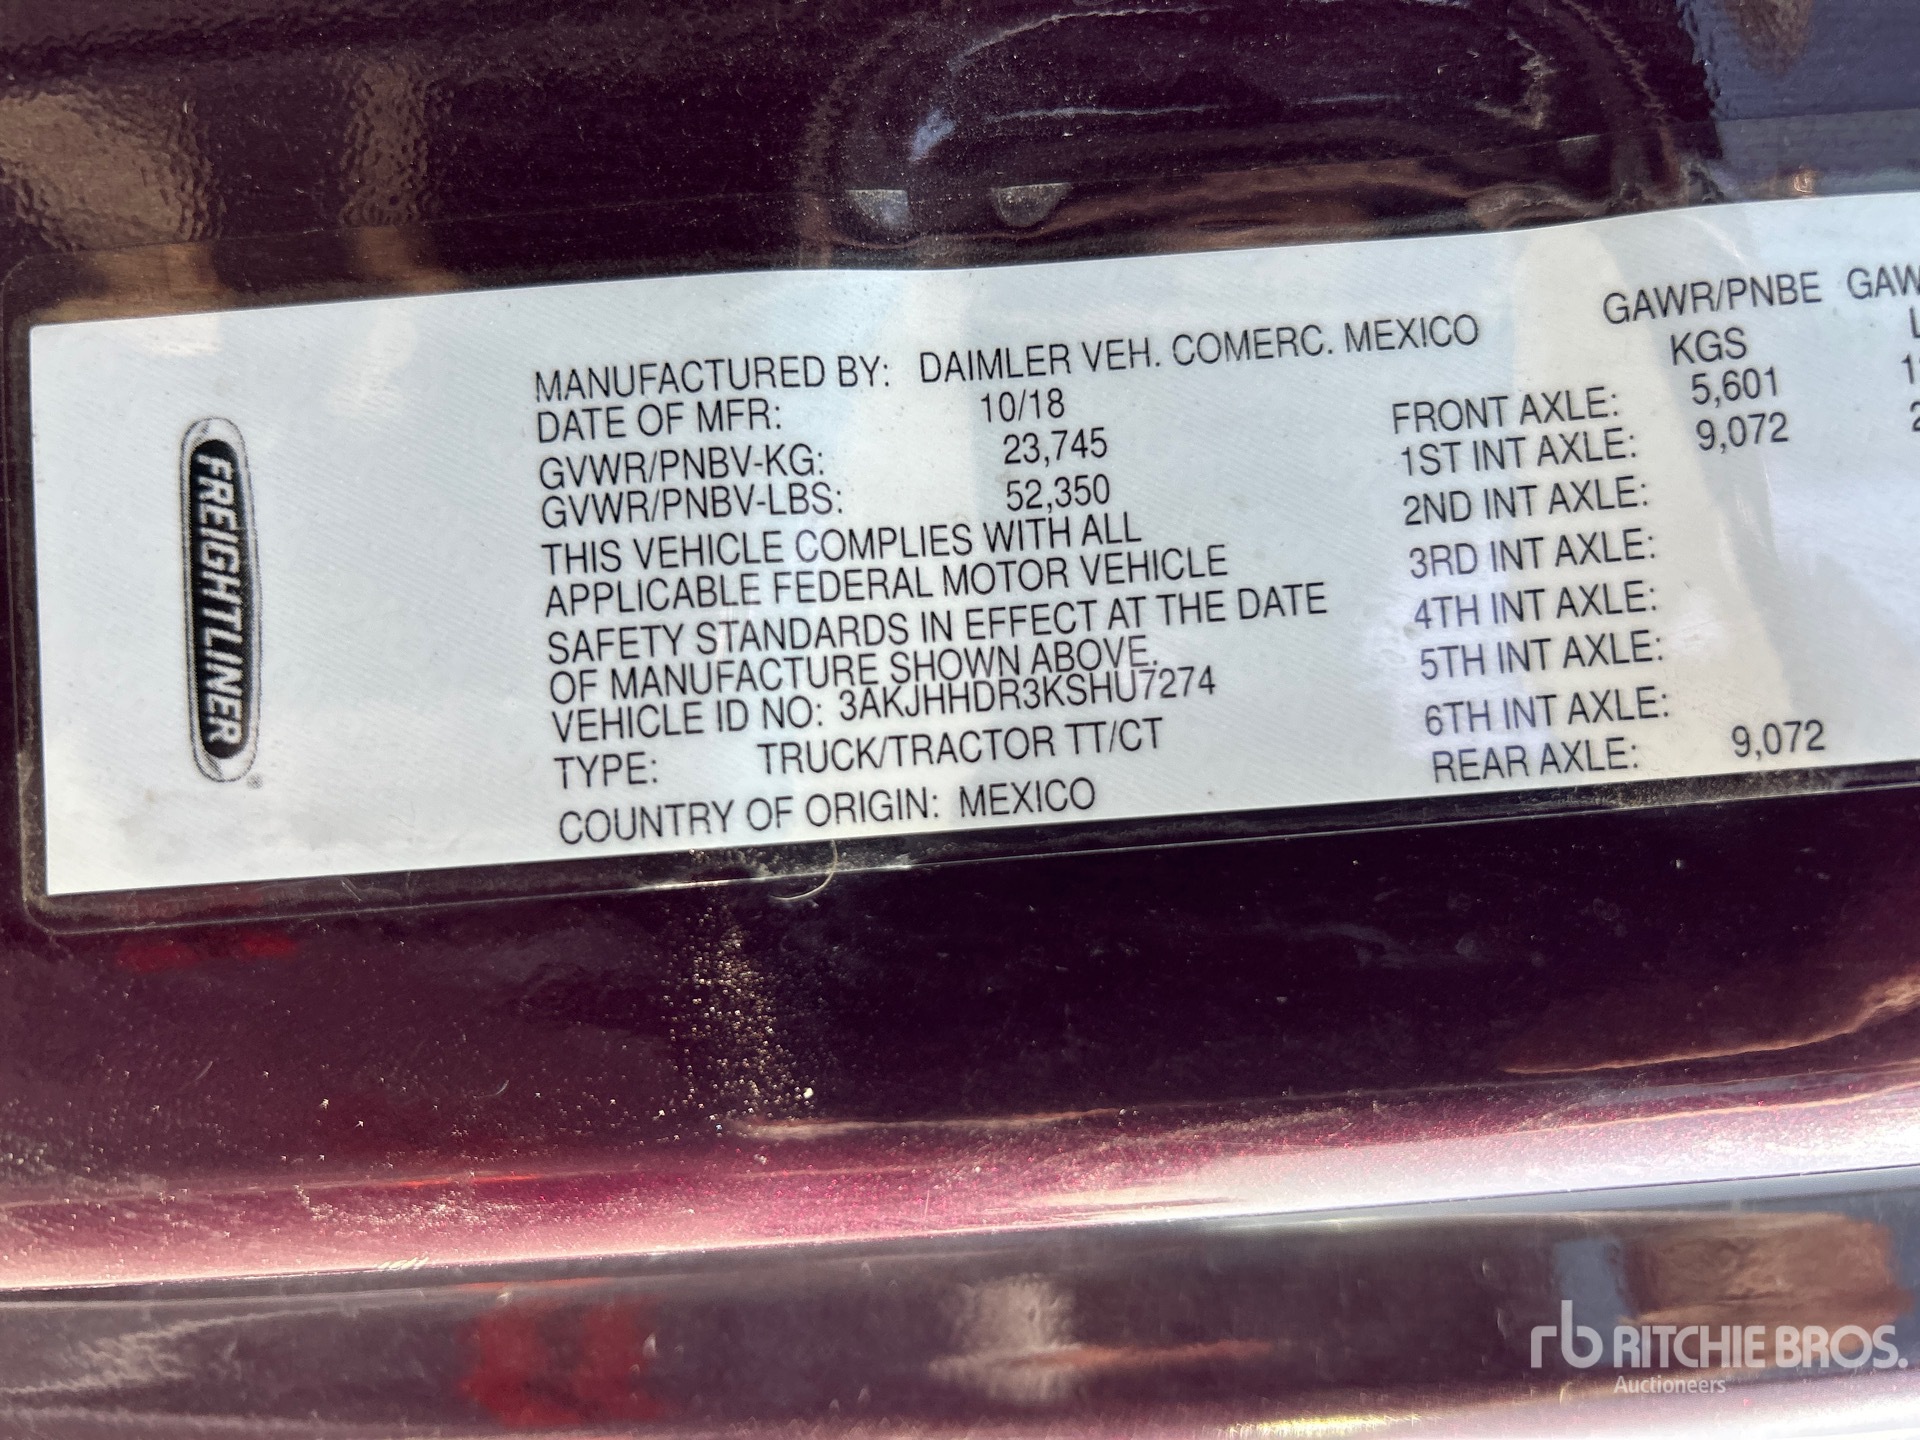 FREIGHTLINER
®
MANUFACTURED BY: DAIMLER VEH. COMERC. MEXICO
DATE OF MFR: 10/18
GVWR/PNBV-KG: 23,745
GVWR/PNBV-LBS: 52,350
THIS VEHICLE COMPLIES WITH ALL
APPLICABLE FEDERAL MOTOR VEHICLE
SAFETY STANDARDS IN EFFECT AT THE DATE
OF MANUFACTURE SHOWN ABOVE.
VEHICLE ID NO: 3AKJHHDR3KSHU7274
TYPE: TRUCK/TRACTOR TT/CT
COUNTRY OF ORIGIN: MEXICO
GAWR/PNBE GAW
KGS L
FRONT AXLE: 5,601 1
1ST INT AXLE: 9,072 2
2ND INT AXLE:
3RD INT AXLE:
4TH INT AXLE:
5TH INT AXLE:
6TH INT AXLE:
REAR AXLE: 9,072
rb RITCHIE BROS.
Auctioneers